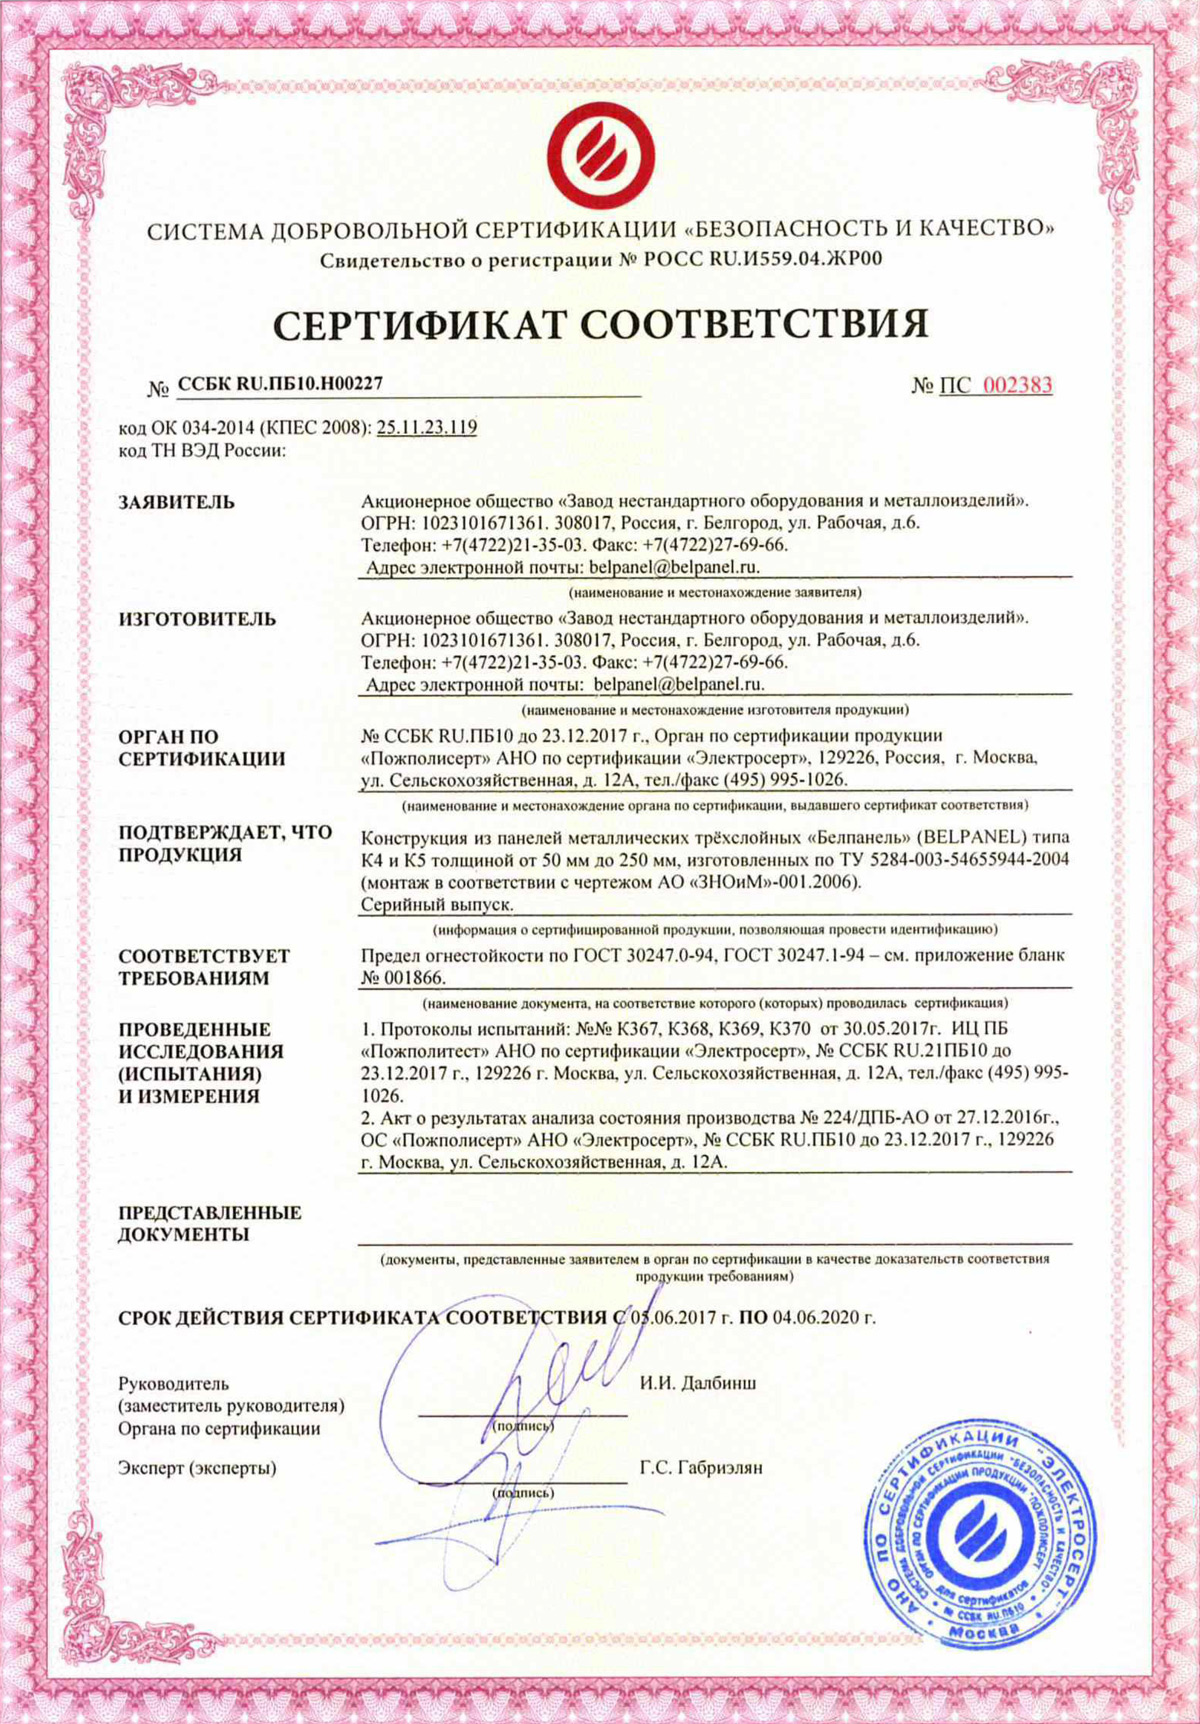 СИСТЕМА ДОБРОВОЛЬНОЙ СЕРТИФИКАЦИИ «БЕЗОПАСНОСТЬ И КАЧЕСТВО»
Свидетельство о регистрации № РОСС RU.И559.04.ЖР00
СЕРТИФИКАТ СООТВЕТСТВИЯ
№ ССБК RU.ПБ10.Н00227
№ ПС 002383
код ОК 034-2014 (КПЕС 2008): 25.11.23.119
код ТН ВЭД России:
ЗАЯВИТЕЛЬ
Акционерное общество «Завод нестандартного оборудования и металлоизделий».
ОГРН: 1023101671361. 308017, Россия, г. Белгород, ул. Рабочая, д.6.
Телефон: +7(4722)21-35-03. Факс: +7(4722)27-69-66.
Адрес электронной почты: belpanel@belpanel.ru.
(наименование и местонахождение заявителя)
ИЗГОТОВИТЕЛЬ
Акционерное общество «Завод нестандартного оборудования и металлоизделий».
ОГРН: 1023101671361. 308017, Россия, г. Белгород, ул. Рабочая, д.6.
Телефон: +7(4722)21-35-03. Факс: +7(4722)27-69-66.
Адрес электронной почты: belpanel@belpanel.ru.
(наименование и местонахождение изготовителя продукции)
ОРГАН ПО
СЕРТИФИКАЦИИ
№ ССБК RU.ПБ10 до 23.12.2017 г., Орган по сертификации продукции
«Пожполисерт» АНО по сертификации «Электросерт», 129226, Россия, г. Москва,
ул. Сельскохозяйственная, д. 12А, тел./факс (495) 995-1026.
(наименование и местонахождение органа по сертификации, выдавшего сертификат соответствия)
ПОДТВЕРЖДАЕТ, ЧТО
ПРОДУКЦИЯ
Конструкция из панелей металлических трёхслойных «Белпанель» (BELPANEL) типа
К4 и К5 толщиной от 50 мм до 250 мм, изготовленных по ТУ 5284-003-54655944-2004
(монтаж в соответствии с чертежом АО «ЗНОиМ»-001.2006).
Серийный выпуск.
(информация о сертифицированной продукции, позволяющая провести идентификацию)
СООТВЕТСТВУЕТ
ТРЕБОВАНИЯМ
Предел огнестойкости по ГОСТ 30247.0-94, ГОСТ 30247.1-94 – см. приложение бланк
№ 001866.
(наименование документа, на соответствие которого (которых) проводилась сертификация)
ПРОВЕДЕННЫЕ
ИССЛЕДОВАНИЯ
(ИСПЫТАНИЯ)
И ИЗМЕРЕНИЯ
1. Протоколы испытаний: №№ К367, К368, К369, К370 от 30.05.2017г. ИЦ ПБ
«Пожполитест» АНО по сертификации «Электросерт», № ССБК RU.21ПБ10 до
23.12.2017 г., 129226 г. Москва, ул. Сельскохозяйственная, д. 12А, тел./факс (495) 995-
1026.
2. Акт о результатах анализа состояния производства № 224/ДПБ-АО от 27.12.2016г.,
ОС «Пожполисерт» АНО «Электросерт», № ССБК RU.ПБ10 до 23.12.2017 г., 129226
г. Москва, ул. Сельскохозяйственная, д. 12А.
ПРЕДСТАВЛЕННЫЕ
ДОКУМЕНТЫ
(документы, представленные заявителем в орган по сертификации в качестве доказательств соответствия
продукции требованиям)
СРОК ДЕЙСТВИЯ СЕРТИФИКАТА СООТВЕТСТВИЯ С 05.06.2017 г. ПО 04.06.2020 г.
Руководитель
(заместитель руководителя)
Органа по сертификации
(подпись)
И.И. Далбинш
Эксперт (эксперты)
(подпись)
Г.С. Габриэлян
АНО ПО СЕРТИФИКАЦИИ "ЭЛЕКТРОСЕРТ"
МОСКВА
СИСТЕМА ДОБРОВОЛЬНОЙ СЕРТИФИКАЦИИ "БЕЗОПАСНОСТЬ И КАЧЕСТВО"
№ ССБК RU.ПБ10
ОРГАН ПО СЕРТИФИКАЦИИ ПРОДУКЦИИ "ПОЖПОЛИСЕРТ"
для сертификатов